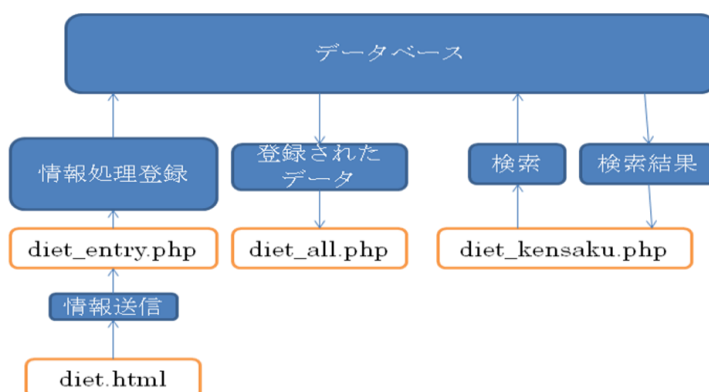 データベース
情報処理登録
登録された
データ
検索
検索結果
diet_entry.php
diet_all.php
diet_kensaku.php
情報送信
diet.html